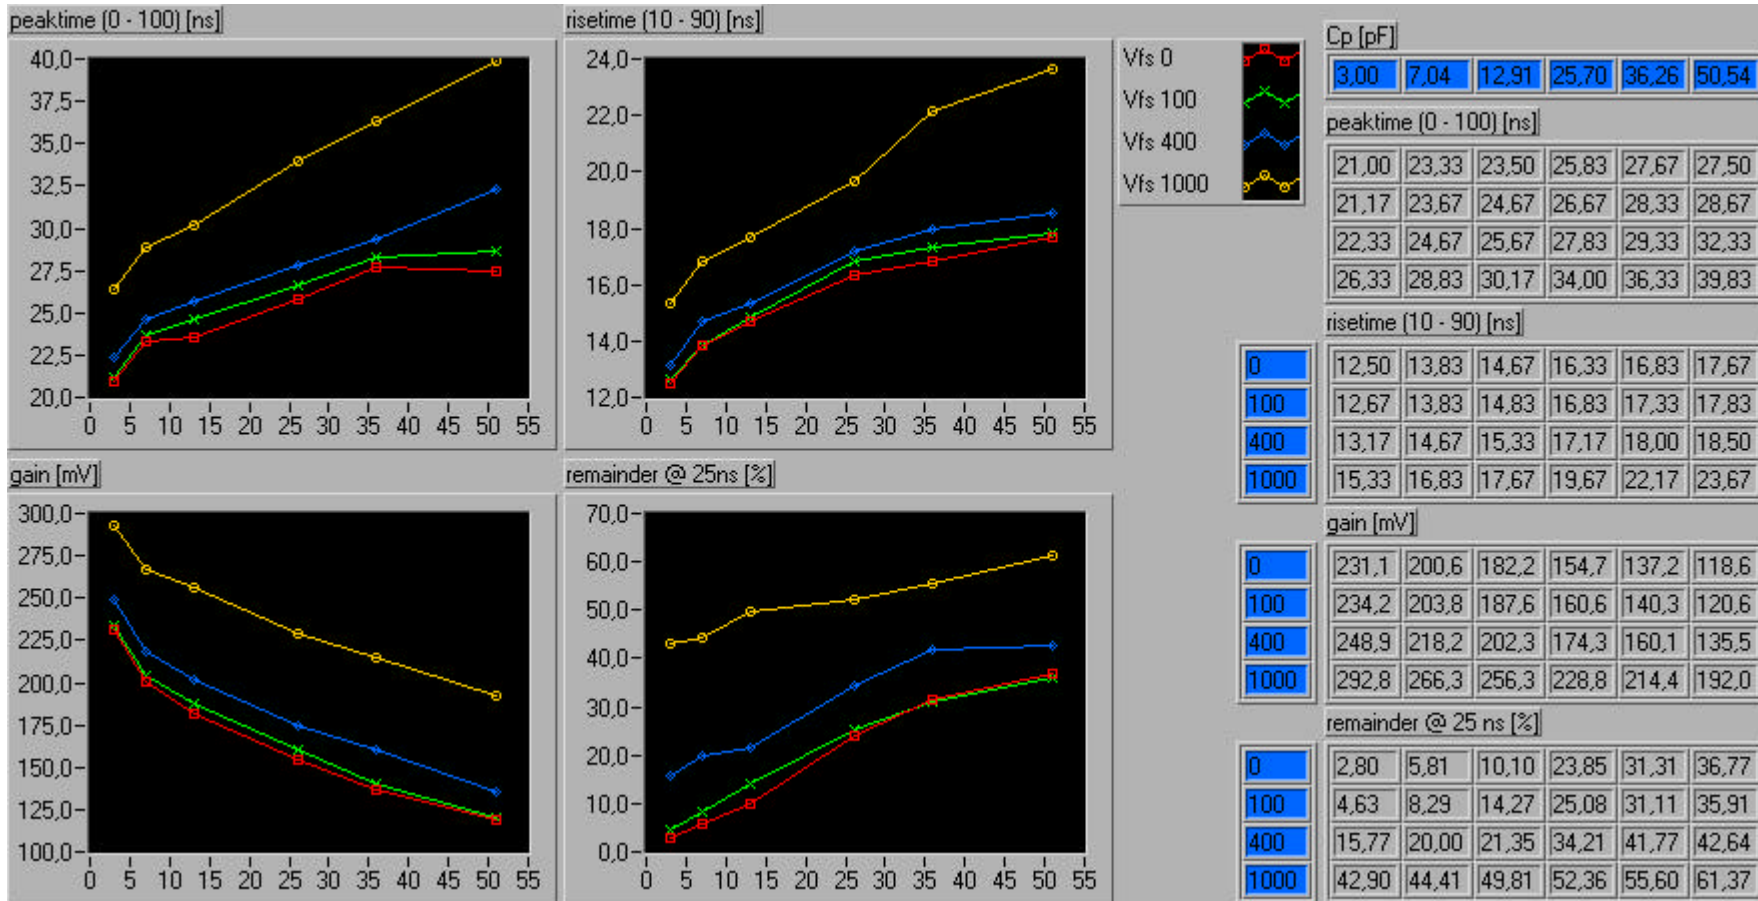 peaktime (0 - 100) [ns]
40,0
37,5
35,0
32,5
30,0
27,5
25,0
22,5
20,0
0 5 10 15 20 25 30 35 40 45 50 55
risetime (10 - 90) [ns]
24,0
22,0
20,0
18,0
16,0
14,0
12,0
0 5 10 15 20 25 30 35 40 45 50 55
Vfs 0
Vfs 100
Vfs 400
Vfs 1000
gain [mV]
300,0
275,0
250,0
225,0
200,0
175,0
150,0
125,0
100,0
0 5 10 15 20 25 30 35 40 45 50 55
remainder @ 25ns [%]
70,0
60,0
50,0
40,0
30,0
20,0
10,0
0,0
0 5 10 15 20 25 30 35 40 45 50 55
Cp [pF]
3,00 7,04 12,91 25,70 36,26 50,54
peaktime (0 - 100) [ns]
21,00 23,33 23,50 25,83 27,67 27,50
21,17 23,67 24,67 26,67 28,33 28,67
22,33 24,67 25,67 27,83 29,33 32,33
26,33 28,83 30,17 34,00 36,33 39,83
risetime (10 - 90) [ns]
0 12,50 13,83 14,67 16,33 16,83 17,67
100 12,67 13,83 14,83 16,83 17,33 17,83
400 13,17 14,67 15,33 17,17 18,00 18,50
1000 15,33 16,83 17,67 19,67 22,17 23,67
gain [mV]
0 231,1 200,6 182,2 154,7 137,2 118,6
100 234,2 203,8 187,6 160,6 140,3 120,6
400 248,9 218,2 202,3 174,3 160,1 135,5
1000 292,8 266,3 256,3 228,8 214,4 192,0
remainder @ 25 ns [%]
0 2,80 5,81 10,10 23,85 31,31 36,77
100 4,63 8,29 14,27 25,08 31,11 35,91
400 15,77 20,00 21,35 34,21 41,77 42,64
1000 42,90 44,41 49,81 52,36 55,60 61,37